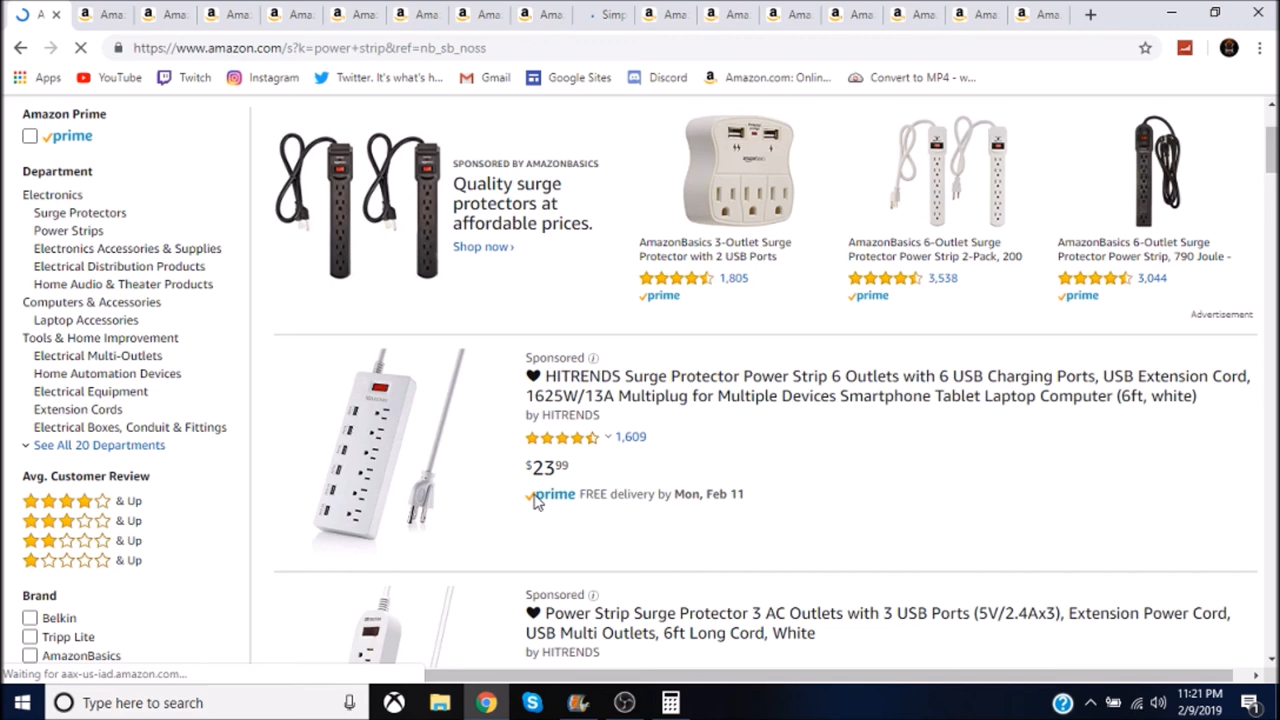 A
Ama
Ama
Ama
Ama
Ama
Ama
Ama
Ama
Simp
Ama
Ama
Ama
Ama
Ama
Ama
Ama
https://www.amazon.com/s?k=power+strip&ref=nb_sb_noss
Apps YouTube Twitch Instagram Twitter. It's what's h... Gmail Google Sites Discord Amazon.com: Onlin... Convert to MP4 - w...
Amazon Prime
prime
Department
Electronics
Surge Protectors
Power Strips
Electronics Accessories & Supplies
Electrical Distribution Products
Home Audio & Theater Products
Computers & Accessories
Laptop Accessories
Tools & Home Improvement
Electrical Multi-Outlets
Home Automation Devices
Electrical Equipment
Extension Cords
Electrical Boxes, Conduit & Fittings
See All 20 Departments
Avg. Customer Review
& Up
& Up
& Up
& Up
Brand
Belkin
Tripp Lite
AmazonBasics
SPONSORED BY AMAZONBASICS
Quality surge
protectors at
affordable prices.
Shop now ›
AmazonBasics 3-Outlet Surge
Protector with 2 USB Ports
1,805
prime
AmazonBasics 6-Outlet Surge
Protector Power Strip 2-Pack, 200
3,538
prime
AmazonBasics 6-Outlet Surge
Protector Power Strip, 790 Joule -
3,044
prime
Advertisement
Sponsored
♥ HITRENDS Surge Protector Power Strip 6 Outlets with 6 USB Charging Ports, USB Extension Cord,
1625W/13A Multiplug for Multiple Devices Smartphone Tablet Laptop Computer (6ft, white)
by HITRENDS
1,609
$23 99
prime FREE delivery by Mon, Feb 11
Sponsored
♥ Power Strip Surge Protector 3 AC Outlets with 3 USB Ports (5V/2.4Ax3), Extension Power Cord,
USB Multi Outlets, 6ft Long Cord, White
by HITRENDS
Waiting for aax-us-iad.amazon.com...
Type here to search
11:21 PM
2/9/2019